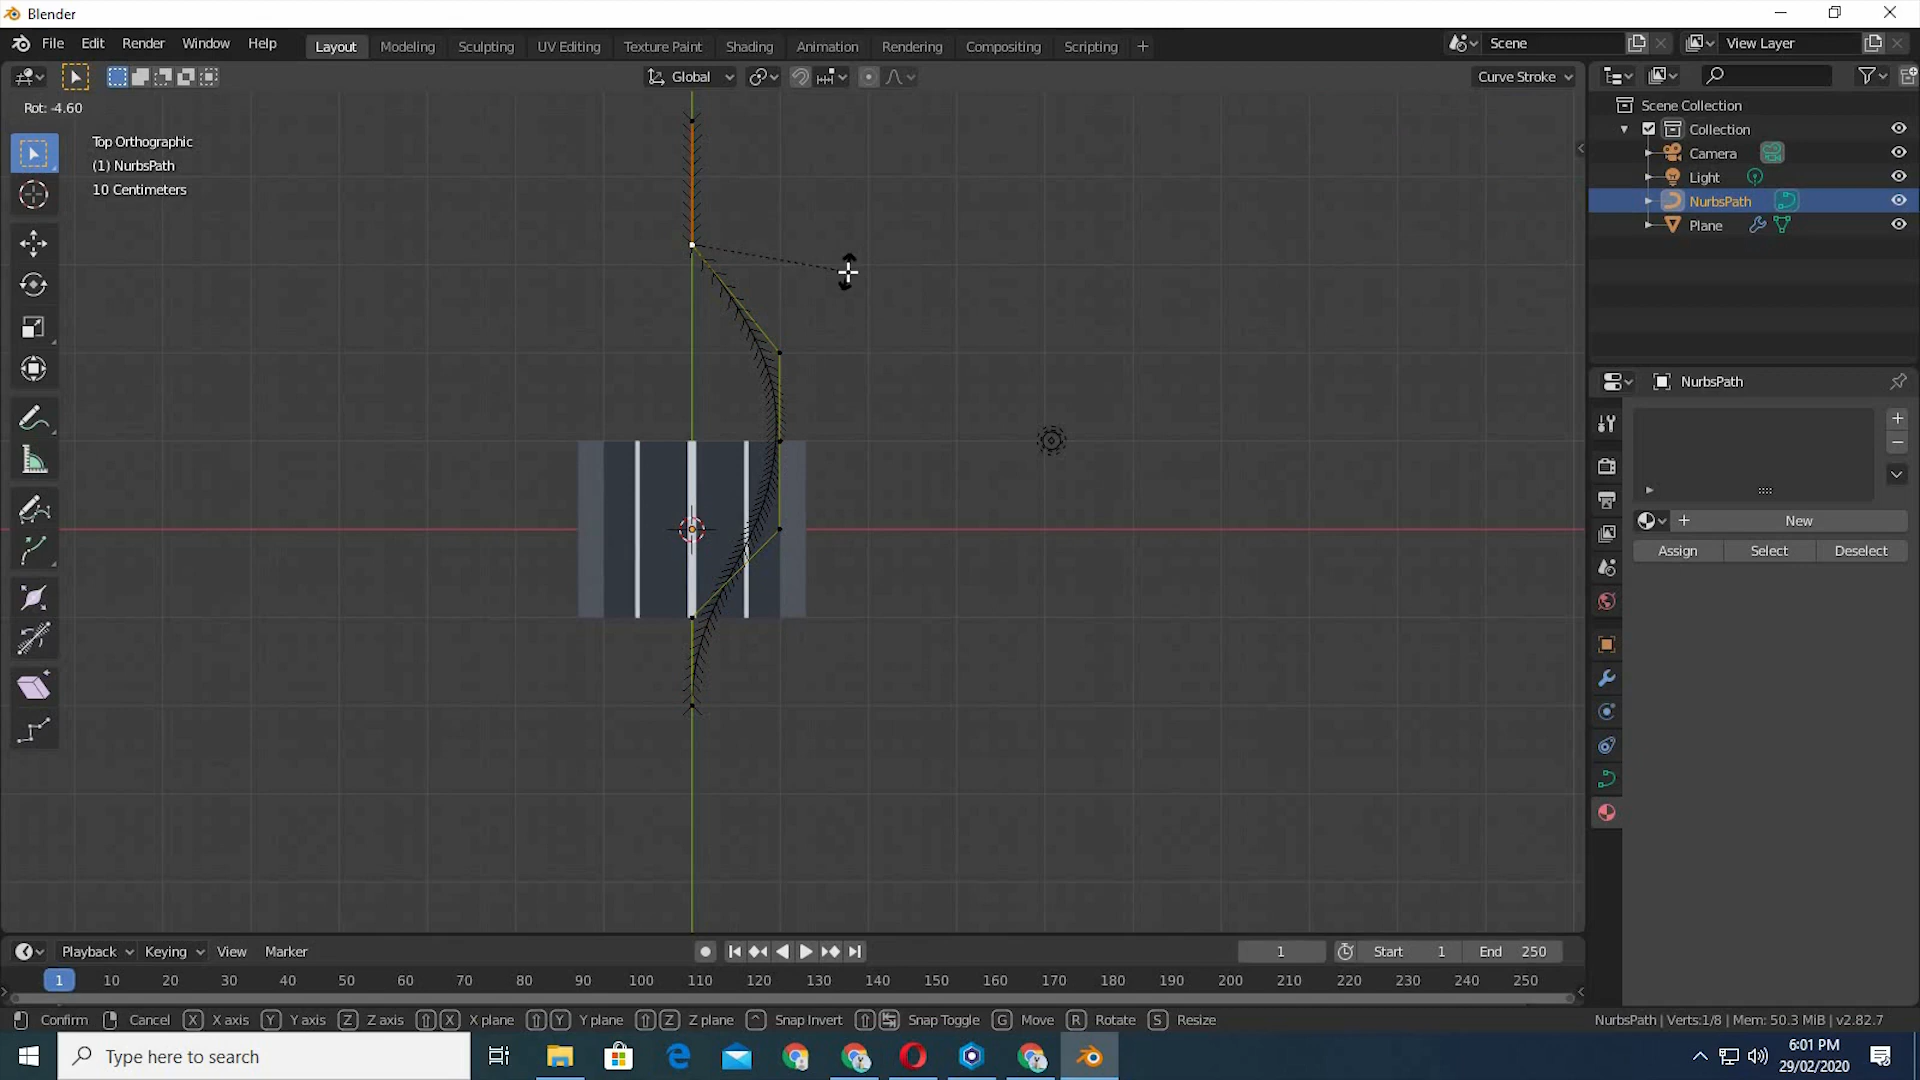 Blender
File Edit Render Window Help Layout Modeling Sculpting UV Editing Texture Paint Shading Animation Rendering Compositing Scripting + Scene View Layer
Global Curve Stroke
Rot: -4.60
Top Orthographic
(1) NurbsPath
10 Centimeters
Scene Collection
Collection
Camera
Light
NurbsPath
Plane
NurbsPath
+ New
Assign Select Deselect
Playback Keying View Marker 1 Start 1 End 250
1 10 20 30 40 50 60 70 80 90 100 110 120 130 140 150 160 170 180 190 200 210 220 230 240 250
Confirm Cancel X X axis Y Y axis Z Z axis X X plane Y Y plane Z Z plane Snap Invert Snap Toggle G Move R Rotate S Resize NurbsPath | Verts:1/8 | Mem: 50.3 MiB | v2.82.7
Type here to search
6:01 PM
29/02/2020